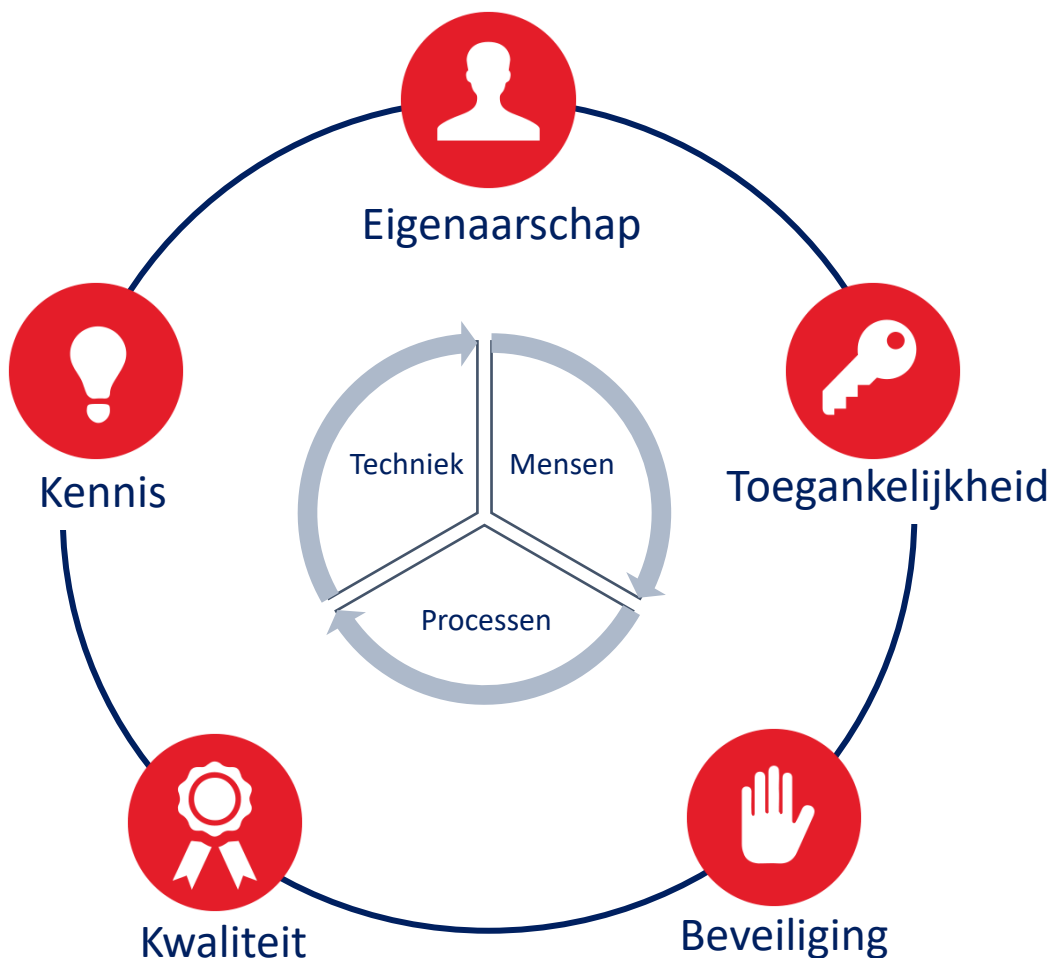 Eigenaarschap
Toegankelijkheid
Beveiliging
Kwaliteit
Kennis
Techniek
Mensen
Processen